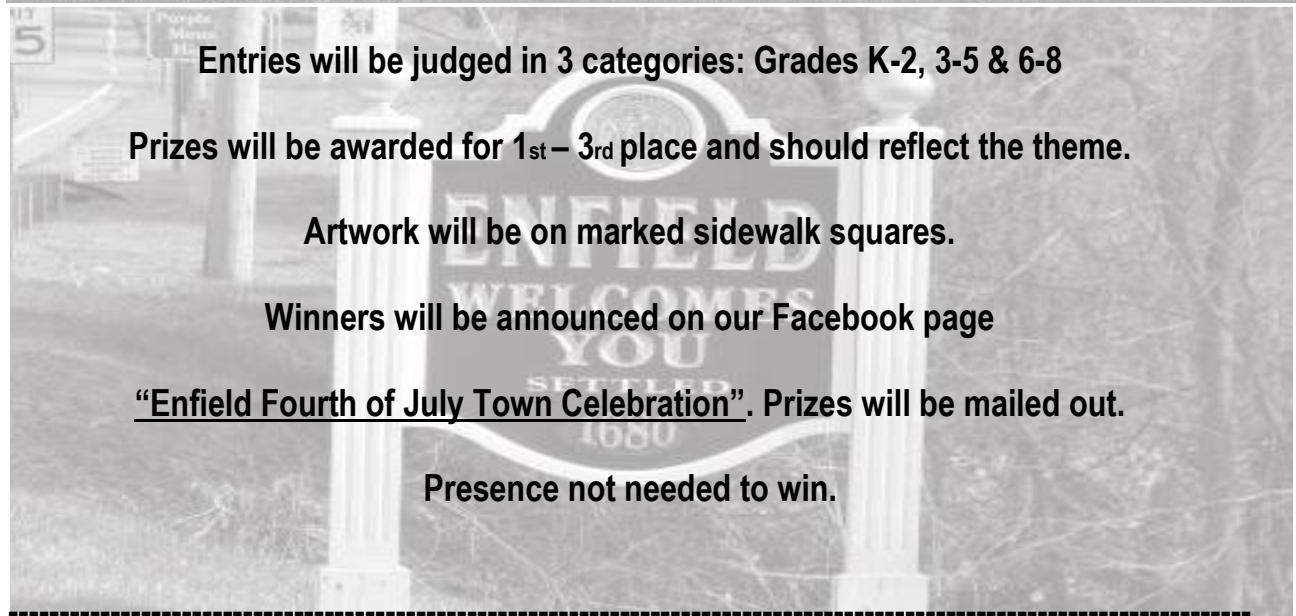 5
Purple
Entries will be judged in 3 categories: Grades K-2, 3-5 & 6-8
Prizes will be awarded for 1st – 3rd place and should reflect the theme.
ENFIELD
Artwork will be on marked sidewalk squares.
WELCOMES
Winners will be announced on our Facebook page
YOU
SETTLED
“Enfield Fourth of July Town Celebration”. Prizes will be mailed out.
1680
Presence not needed to win.